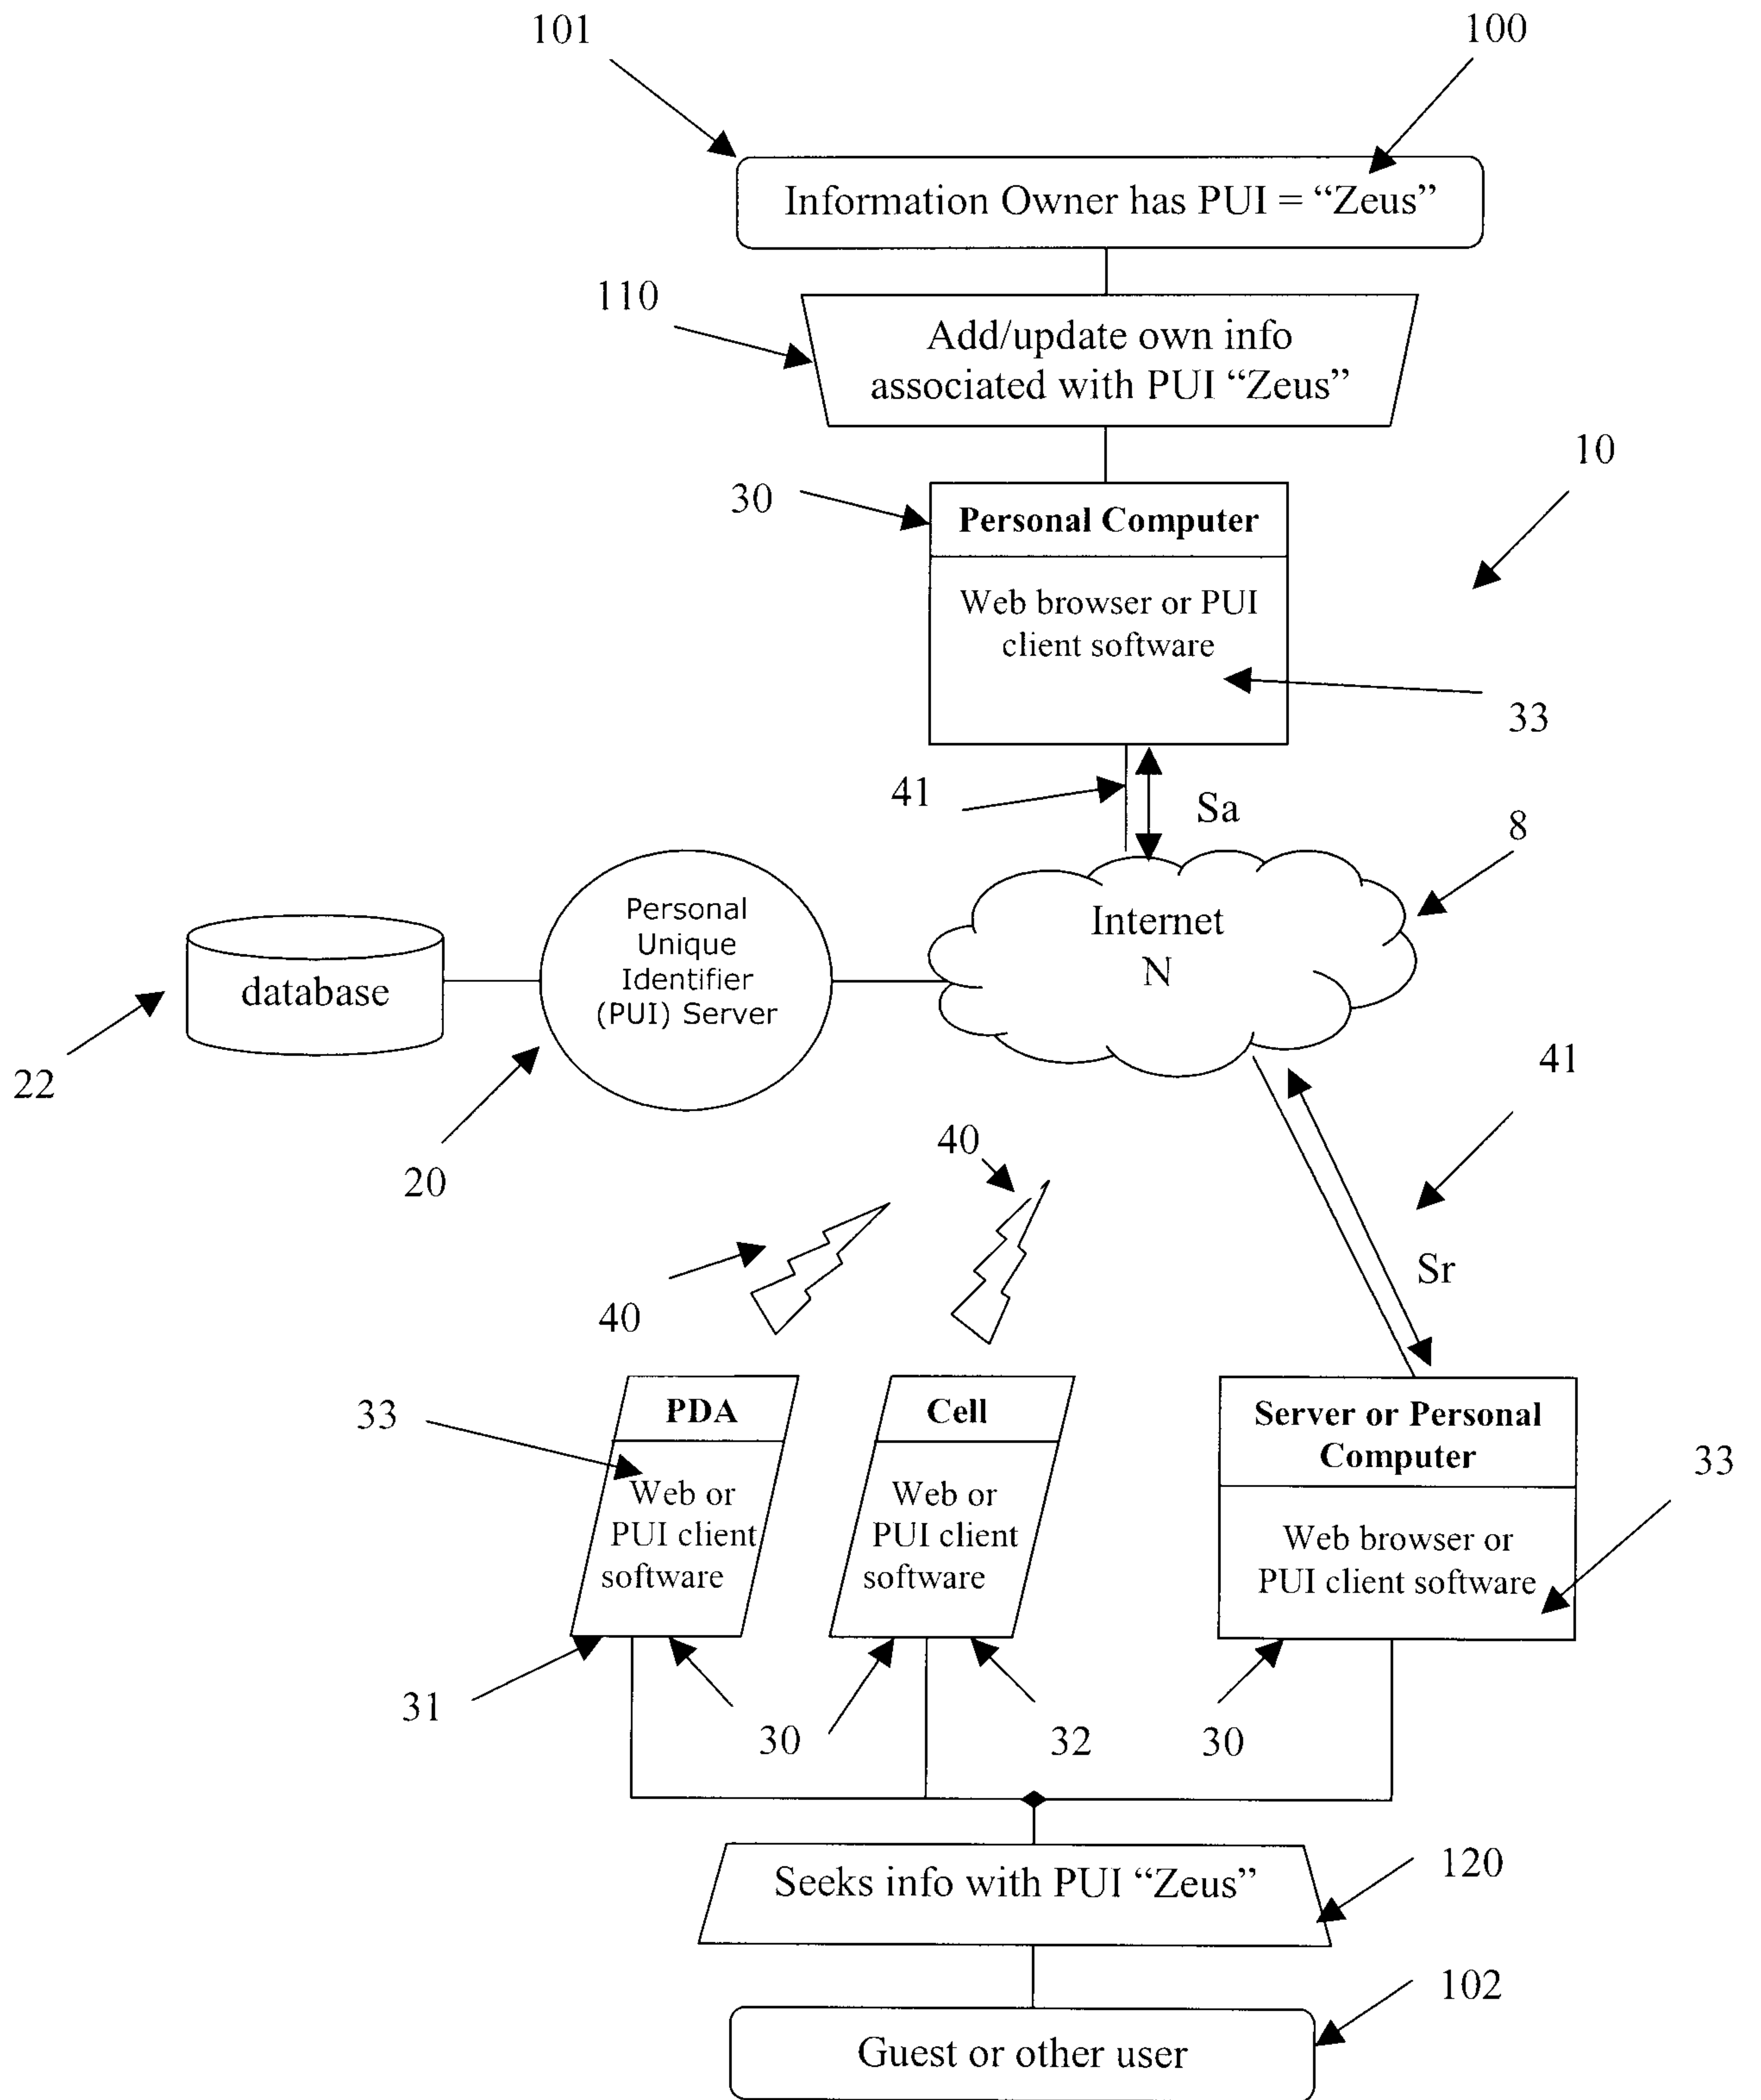 101
100
Information Owner has PUI = “Zeus”
110
Add/update own info
associated with PUI “Zeus”
10
30
Personal Computer
Web browser or PUI
client software
33
41
Sa
8
Personal
Unique
Identifier
(PUI) Server
Internet
N
database
22
20
41
40
40
Sr
33
PDA
Web or
PUI client
software
Cell
Web or
PUI client
software
Server or Personal
Computer
Web browser or
PUI client software
33
31
30
32
30
Seeks info with PUI “Zeus”
120
102
Guest or other user